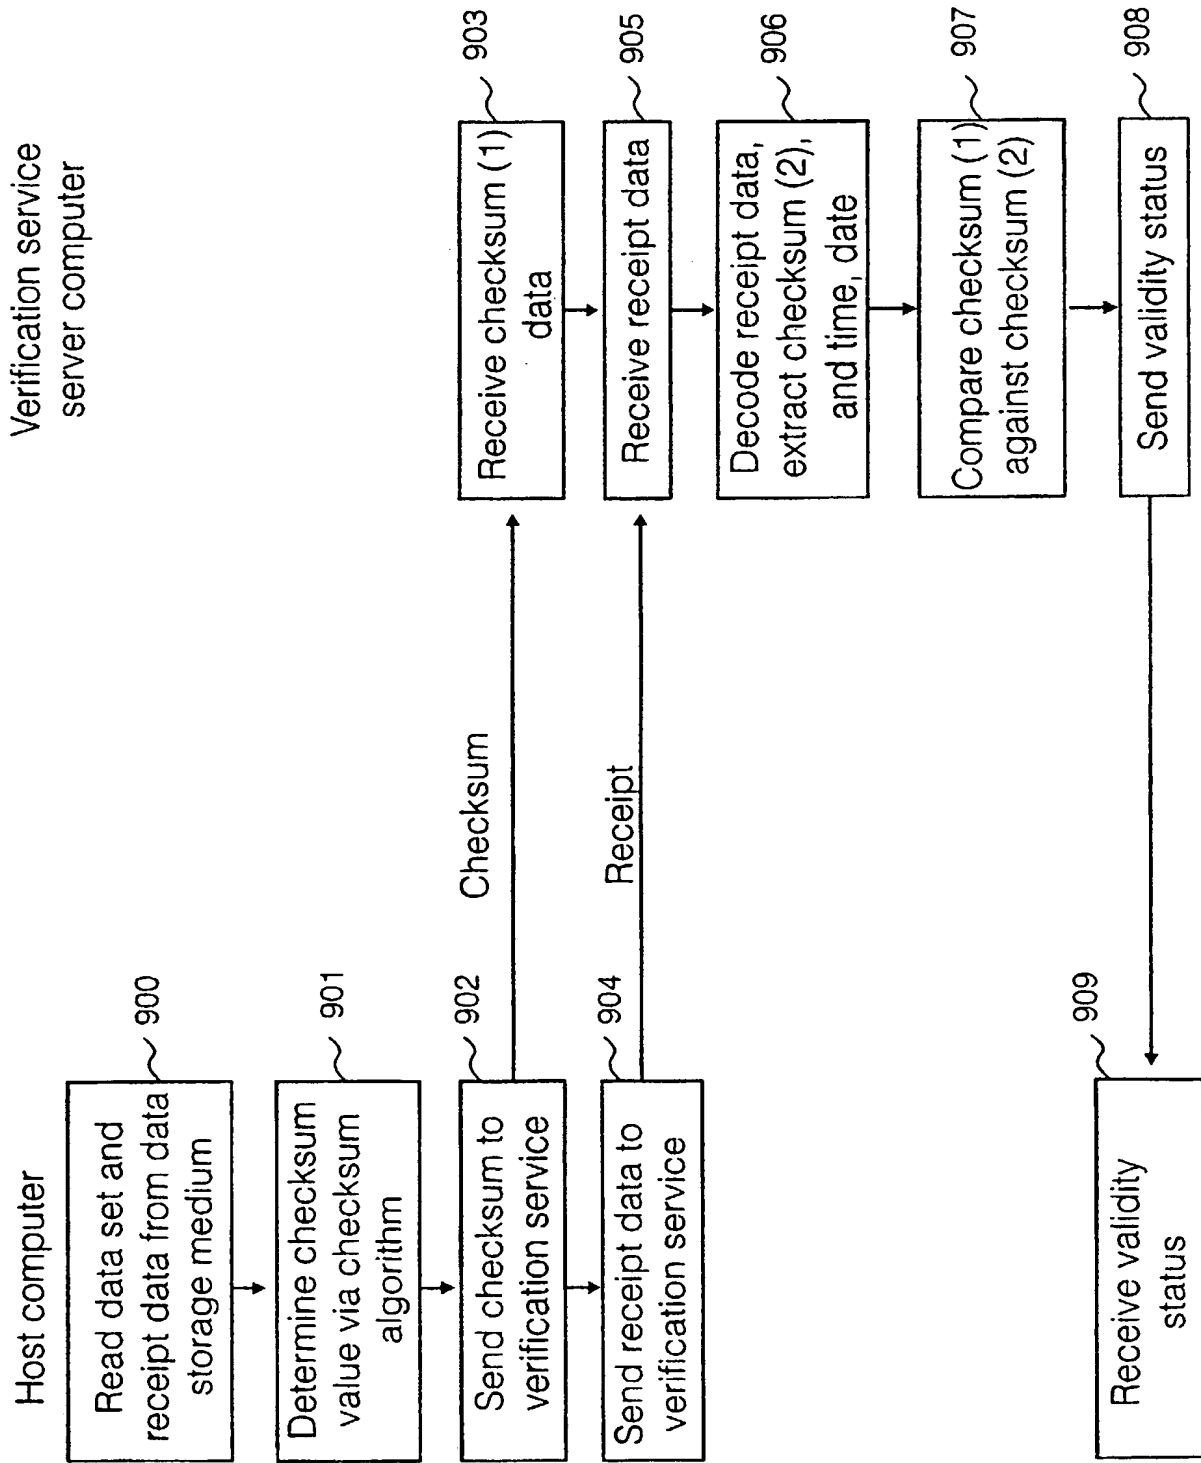 Host computer
Read data set and
receipt data from data
storage medium
900
Determine checksum
value via checksum
algorithm
901
Send checksum to
verification service
902
Send receipt data to
verification service
904
Checksum
Receipt
Verification service
server computer
Receive checksum (1)
data
903
Receive receipt data
905
Decode receipt data,
extract checksum (2),
and time, date
906
Compare checksum (1)
against checksum (2)
907
Send validity status
908
Receive validity
status
909